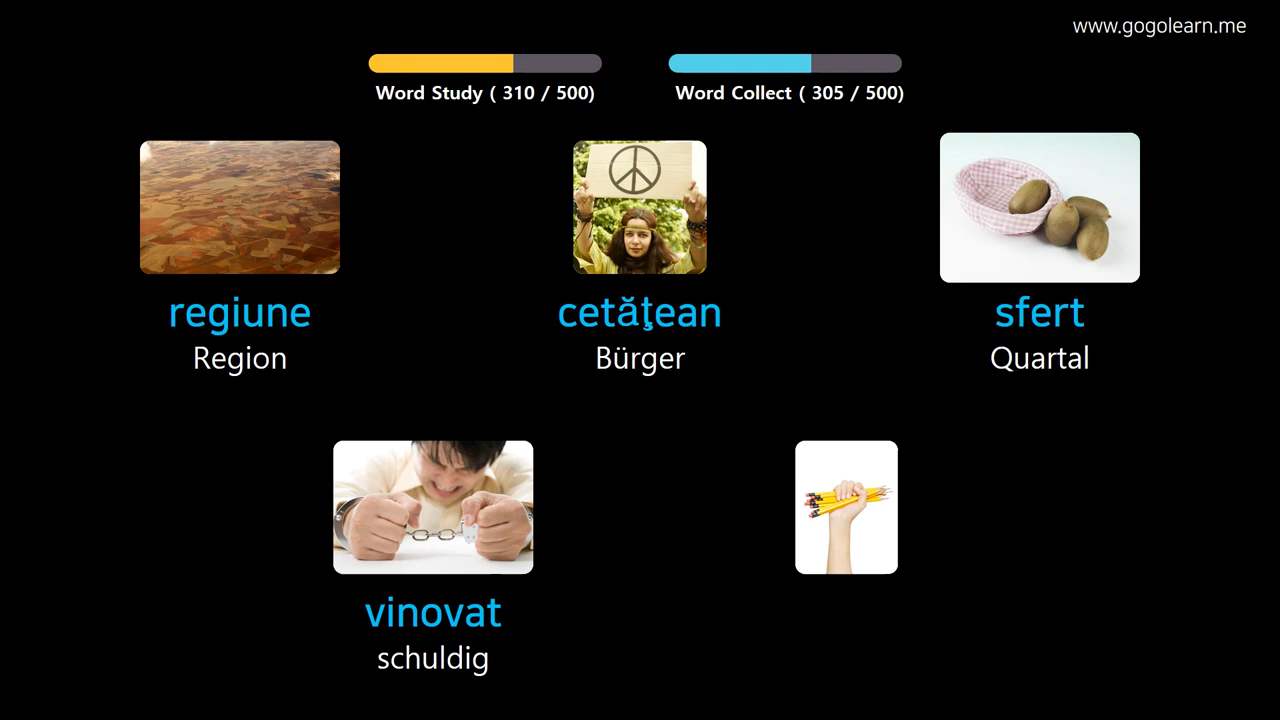 www.gogolearn.me
Word Study ( 310 / 500)
Word Collect ( 305 / 500)
regiune
Region
cetăţean
Bürger
sfert
Quartal
vinovat
schuldig